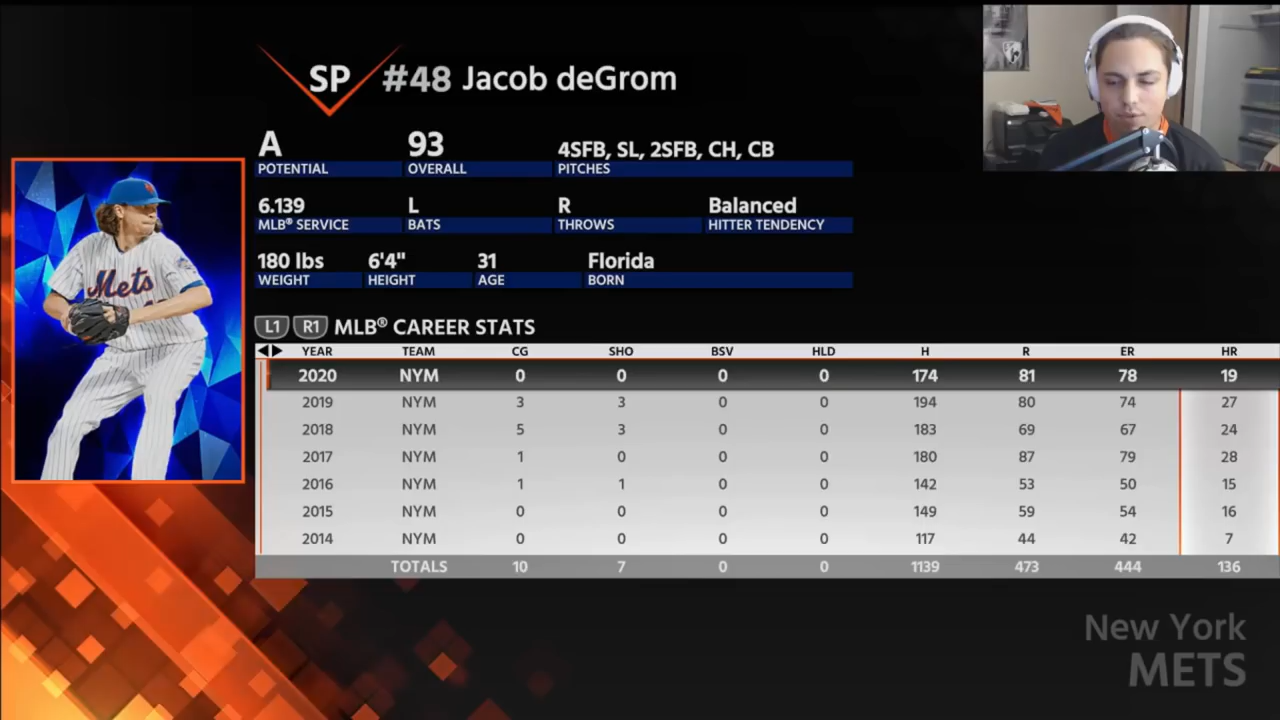 SP #48 Jacob deGrom
A 93 4SFB, SL, 2SFB, CH, CB
POTENTIAL OVERALL PITCHES
6.139 L R Balanced
MLB® SERVICE BATS THROWS HITTER TENDENCY
180 lbs 6'4" 31 Florida
WEIGHT HEIGHT AGE BORN
Mets
L1 R1 MLB® CAREER STATS
YEAR TEAM CG SHO BSV HLD H R ER HR
2020 NYM 0 0 0 0 174 81 78 19
2019 NYM 3 3 0 0 194 80 74 27
2018 NYM 5 3 0 0 183 69 67 24
2017 NYM 1 0 0 0 180 87 79 28
2016 NYM 1 1 0 0 142 53 50 15
2015 NYM 0 0 0 0 149 59 54 16
2014 NYM 0 0 0 0 117 44 42 7
TOTALS 10 7 0 0 1139 473 444 136
New York
METS